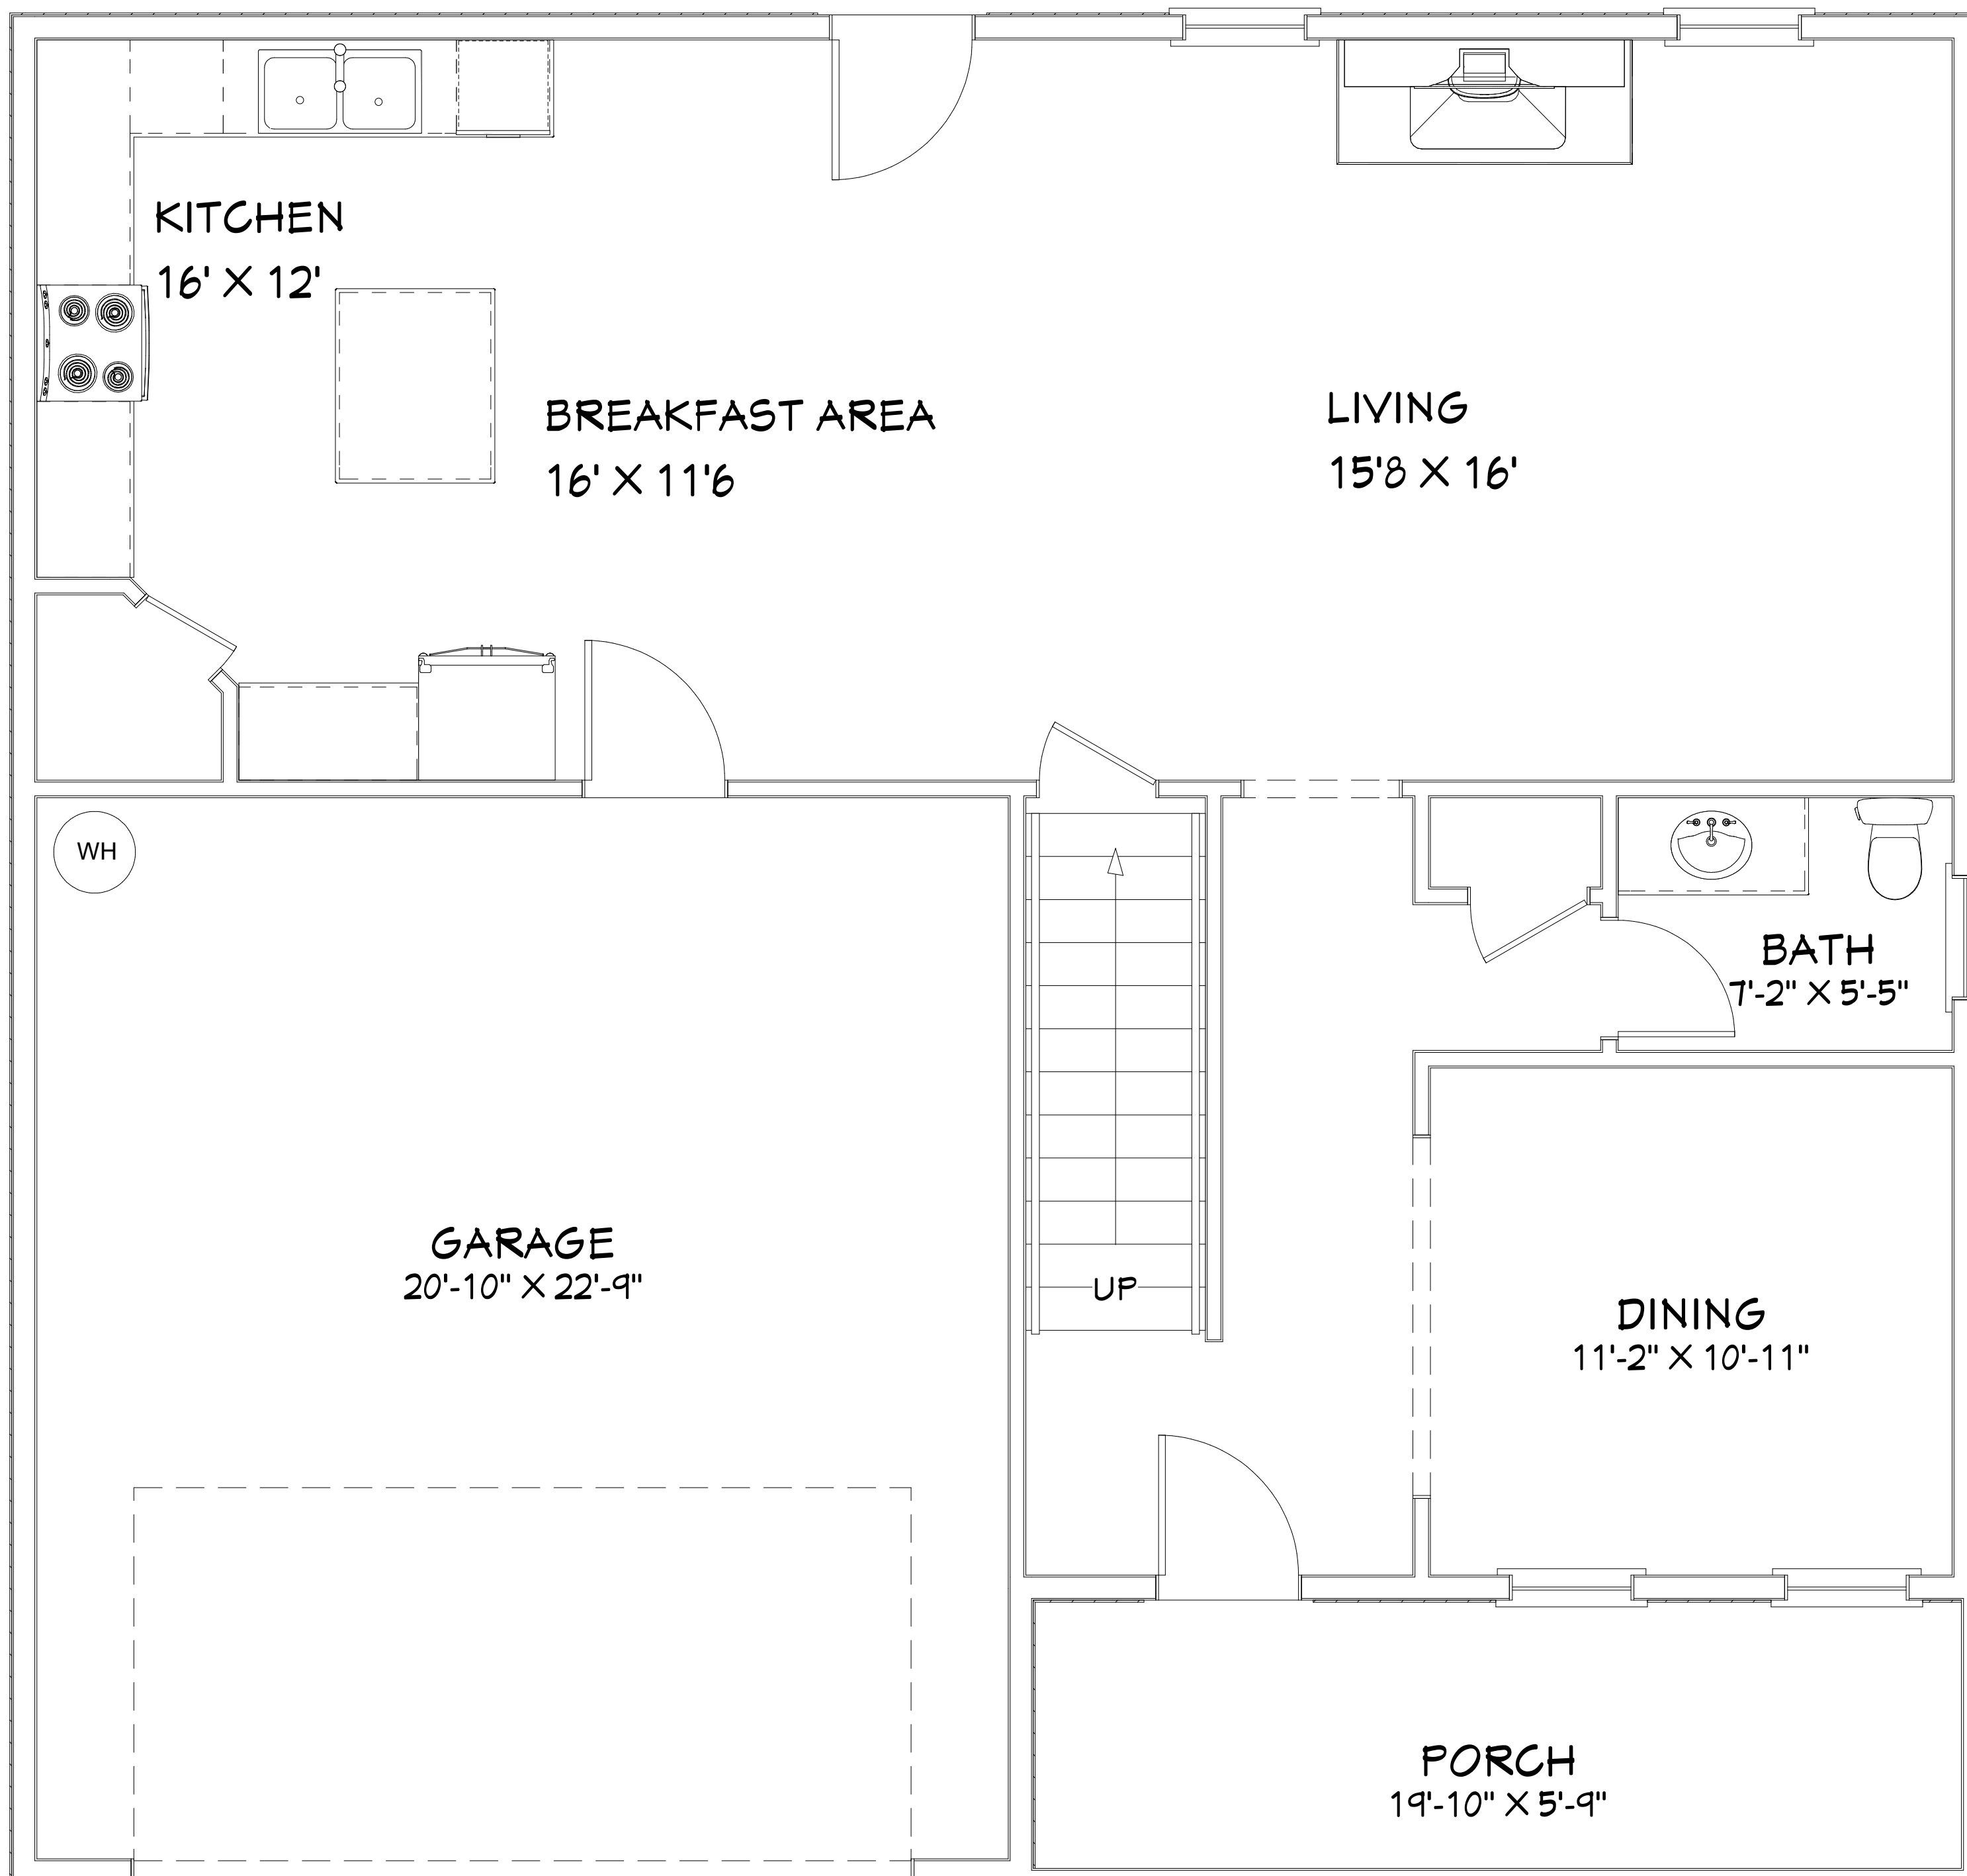 KITCHEN
16' X 12'
BREAKFAST AREA
16' X 11'6
LIVING
15'8 X 16'
WH
BATH
7'-2" X 5'-5"
GARAGE
20'-10" X 22'-9"
UP
DINING
11'-2" X 10'-11"
PORCH
19'-10" X 5'-9"